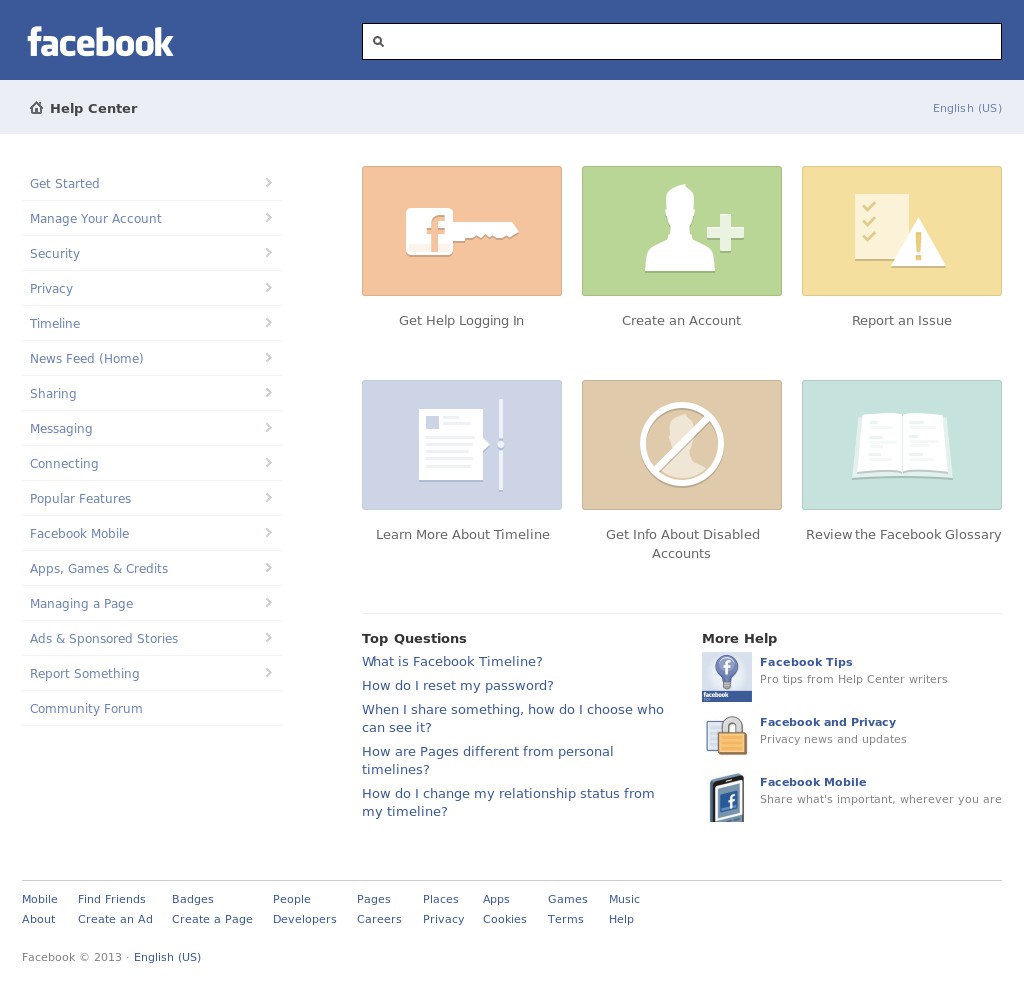 facebook
Help Center
English (US)
Get Started
Manage Your Account
Security
Privacy
Timeline
News Feed (Home)
Sharing
Messaging
Connecting
Popular Features
Facebook Mobile
Apps, Games & Credits
Managing a Page
Ads & Sponsored Stories
Report Something
Community Forum
Get Help Logging In
Create an Account
Report an Issue
Learn More About Timeline
Get Info About Disabled
Accounts
Review the Facebook Glossary
Top Questions
What is Facebook Timeline?
How do I reset my password?
When I share something, how do I choose who
can see it?
How are Pages different from personal
timelines?
How do I change my relationship status from
my timeline?
More Help
facebook
Facebook Tips
Pro tips from Help Center writers
Facebook and Privacy
Privacy news and updates
Facebook Mobile
Share what's important, wherever you are
Mobile Find Friends Badges People Pages Places Apps Games Music
About Create an Ad Create a Page Developers Careers Privacy Cookies Terms Help
Facebook © 2013 · English (US)